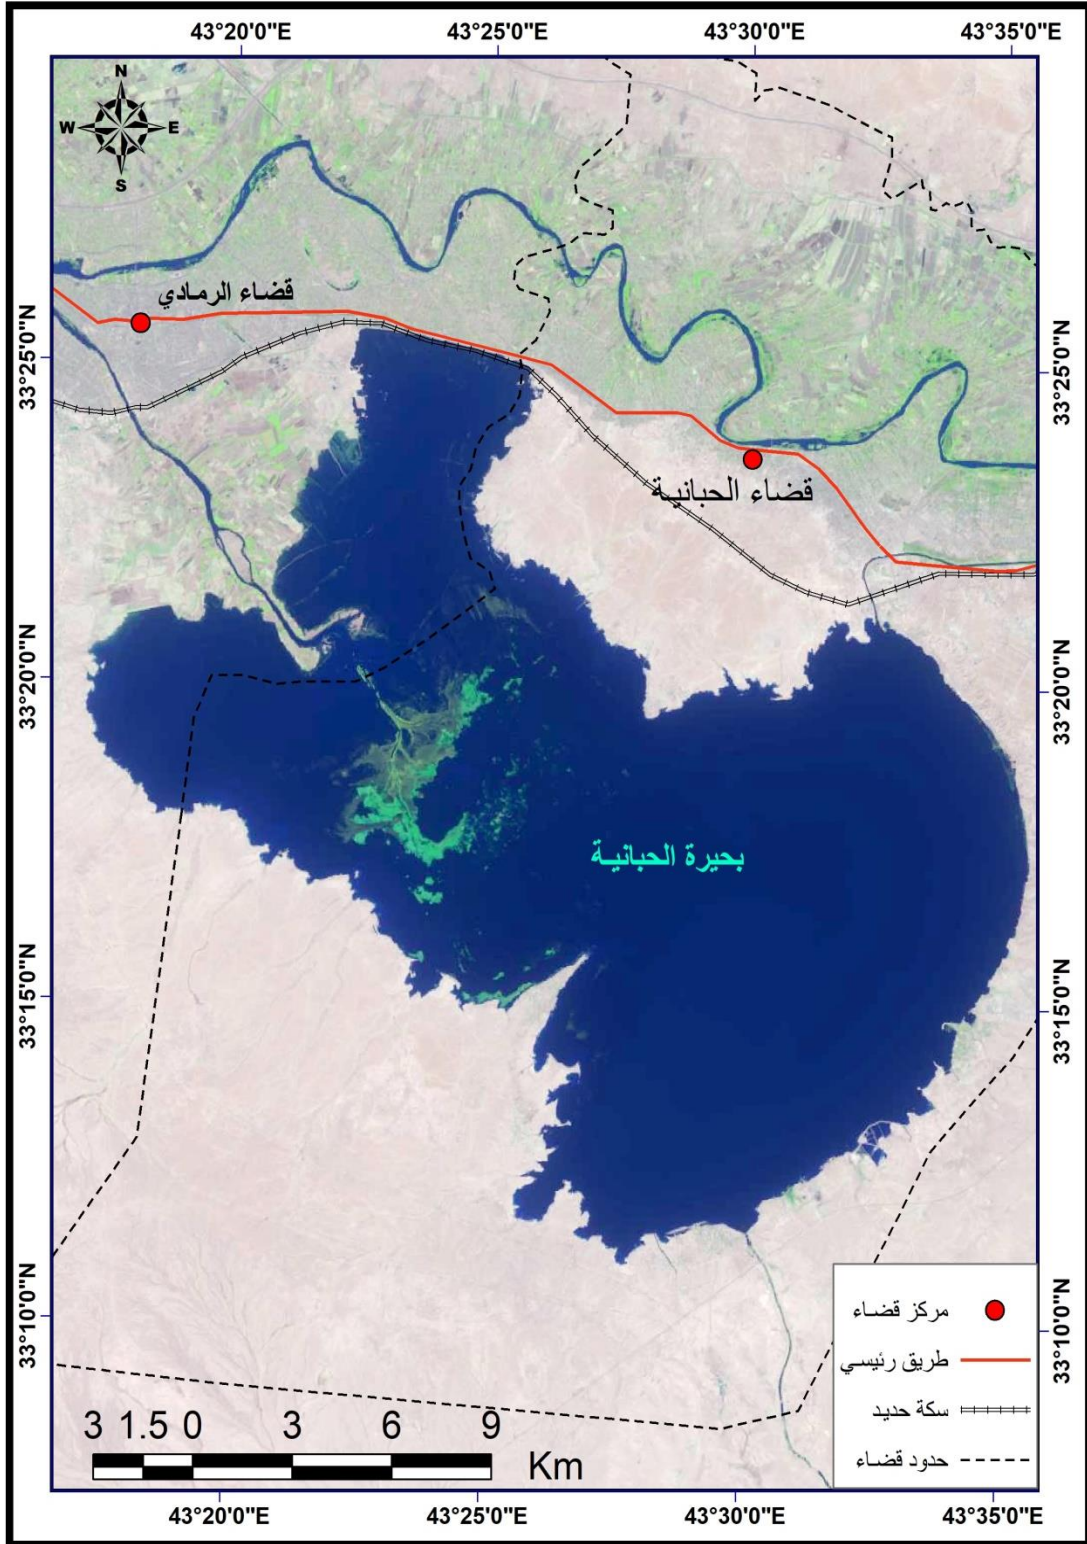 43°20'0"E 43°25'0"E 43°30'0"E 43°35'0"E
N
W E
S
قضاء الرمادي
33°25'0"N
33°25'0"N
قضاء الحبانية
33°20'0"N
33°20'0"N
بحيرة الحبانية
33°15'0"N
33°15'0"N
33°10'0"N
33°10'0"N
مركز قضاء
طريق رئيسي
سكة حديد
حدود قضاء
3 1.5 0 3 6 9
Km
43°20'0"E 43°25'0"E 43°30'0"E 43°35'0"E